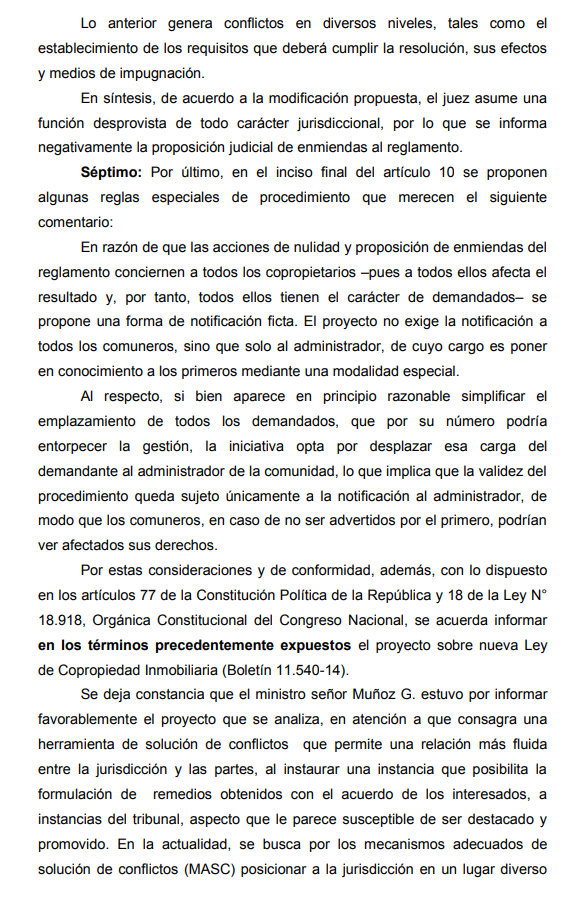 Lo anterior genera conflictos en diversos niveles, tales como el
establecimiento de los requisitos que deberá cumplir la resolución, sus efectos
y medios de impugnación.
En síntesis, de acuerdo a la modificación propuesta, el juez asume una
función desprovista de todo carácter jurisdiccional, por lo que se informa
negativamente la proposición judicial de enmiendas al reglamento.
Séptimo: Por último, en el inciso final del artículo 10 se proponen
algunas reglas especiales de procedimiento que merecen el siguiente
comentario:
En razón de que las acciones de nulidad y proposición de enmiendas del
reglamento conciernen a todos los copropietarios –pues a todos ellos afecta el
resultado y, por tanto, todos ellos tienen el carácter de demandados– se
propone una forma de notificación ficta. El proyecto no exige la notificación a
todos los comuneros, sino que solo al administrador, de cuyo cargo es poner
en conocimiento a los primeros mediante una modalidad especial.
Al respecto, si bien aparece en principio razonable simplificar el
emplazamiento de todos los demandados, que por su número podría
entorpecer la gestión, la iniciativa opta por desplazar esa carga del
demandante al administrador de la comunidad, lo que implica que la validez del
procedimiento queda sujeto únicamente a la notificación al administrador, de
modo que los comuneros, en caso de no ser advertidos por el primero, podrían
ver afectados sus derechos.
Por estas consideraciones y de conformidad, además, con lo dispuesto
en los artículos 77 de la Constitución Política de la República y 18 de la Ley N°
18.918, Orgánica Constitucional del Congreso Nacional, se acuerda informar
en los términos precedentemente expuestos el proyecto sobre nueva Ley
de Copropiedad Inmobiliaria (Boletín 11.540-14).
Se deja constancia que el ministro señor Muñoz G. estuvo por informar
favorablemente el proyecto que se analiza, en atención a que consagra una
herramienta de solución de conflictos que permite una relación más fluida
entre la jurisdicción y las partes, al instaurar una instancia que posibilita la
formulación de remedios obtenidos con el acuerdo de los interesados, a
instancias del tribunal, aspecto que le parece susceptible de ser destacado y
promovido. En la actualidad, se busca por los mecanismos adecuados de
solución de conflictos (MASC) posicionar a la jurisdicción en un lugar diverso